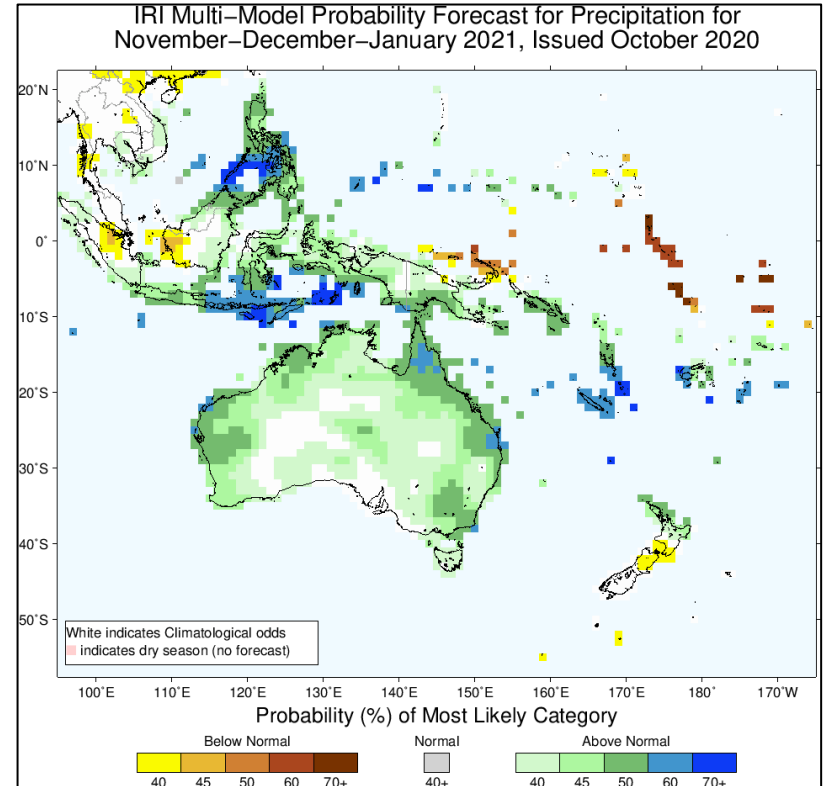 IRI Multi−Model Probability Forecast for Precipitation for
November−December−January 2021, Issued October 2020
20˚N
10˚N
0˚
10˚S
20˚S
30˚S
40˚S
50˚S
White indicates Climatological odds
indicates dry season (no forecast)
100˚E 110˚E 120˚E 130˚E 140˚E 150˚E 160˚E 170˚E 180˚ 170˚W
Probability (%) of Most Likely Category
Below Normal Normal Above Normal
40 45 50 60 70+ 40+ 40 45 50 60 70+